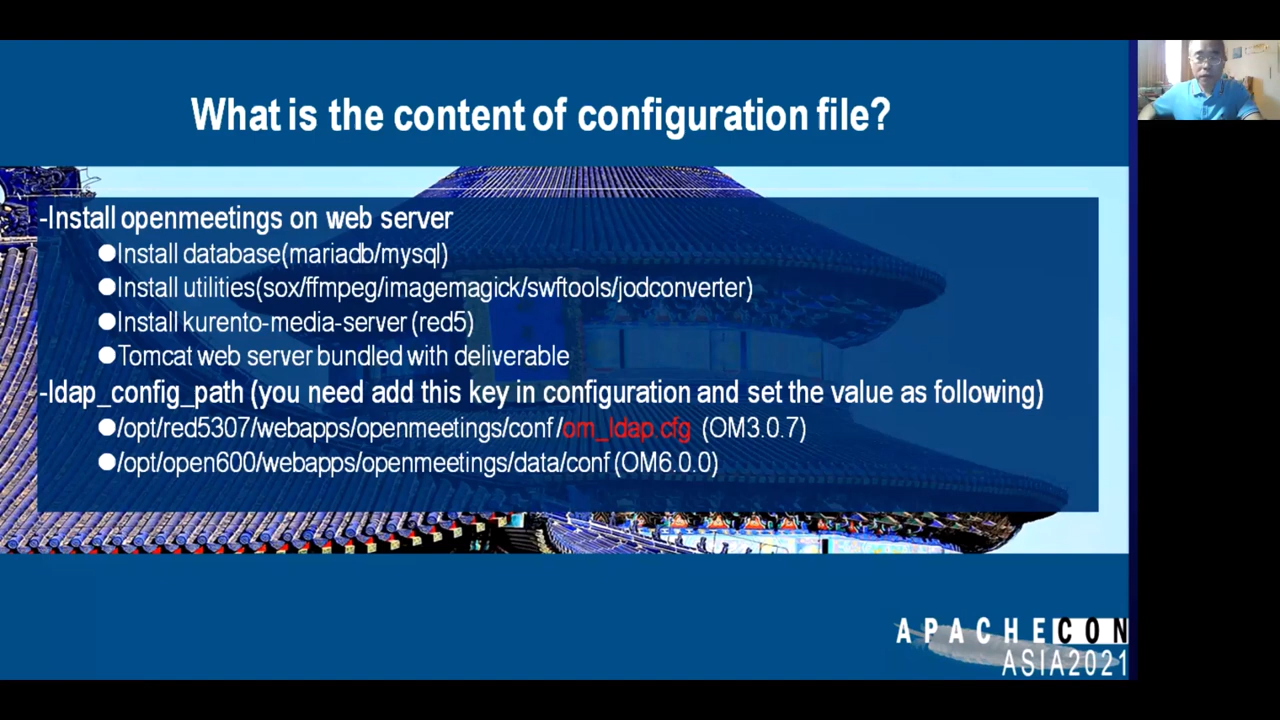 What is the content of configuration file?
-Install openmeetings on web server
●Install database(mariadb/mysql)
●Install utilities(sox/ffmpeg/imagemagick/swftools/jodconverter)
●Install kurento-media-server (red5)
●Tomcat web server bundled with deliverable
-ldap_config_path (you need add this key in configuration and set the value as following)
●/opt/red5307/webapps/openmeetings/conf/om_ldap.cfg (OM3.0.7)
●/opt/open600/webapps/openmeetings/data/conf (OM6.0.0)
APACHECON
ASIA2021